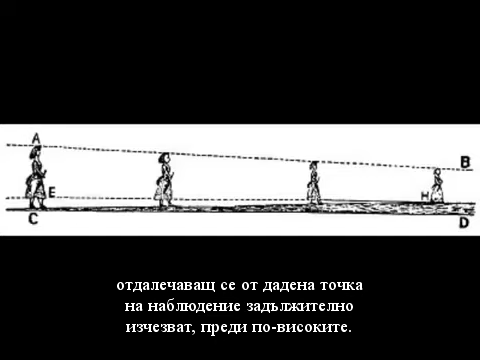 A
B
E
H
C
D
отдалечаващ се от дадена точка
на наблюдение задължително
изчезват, преди по-високите.